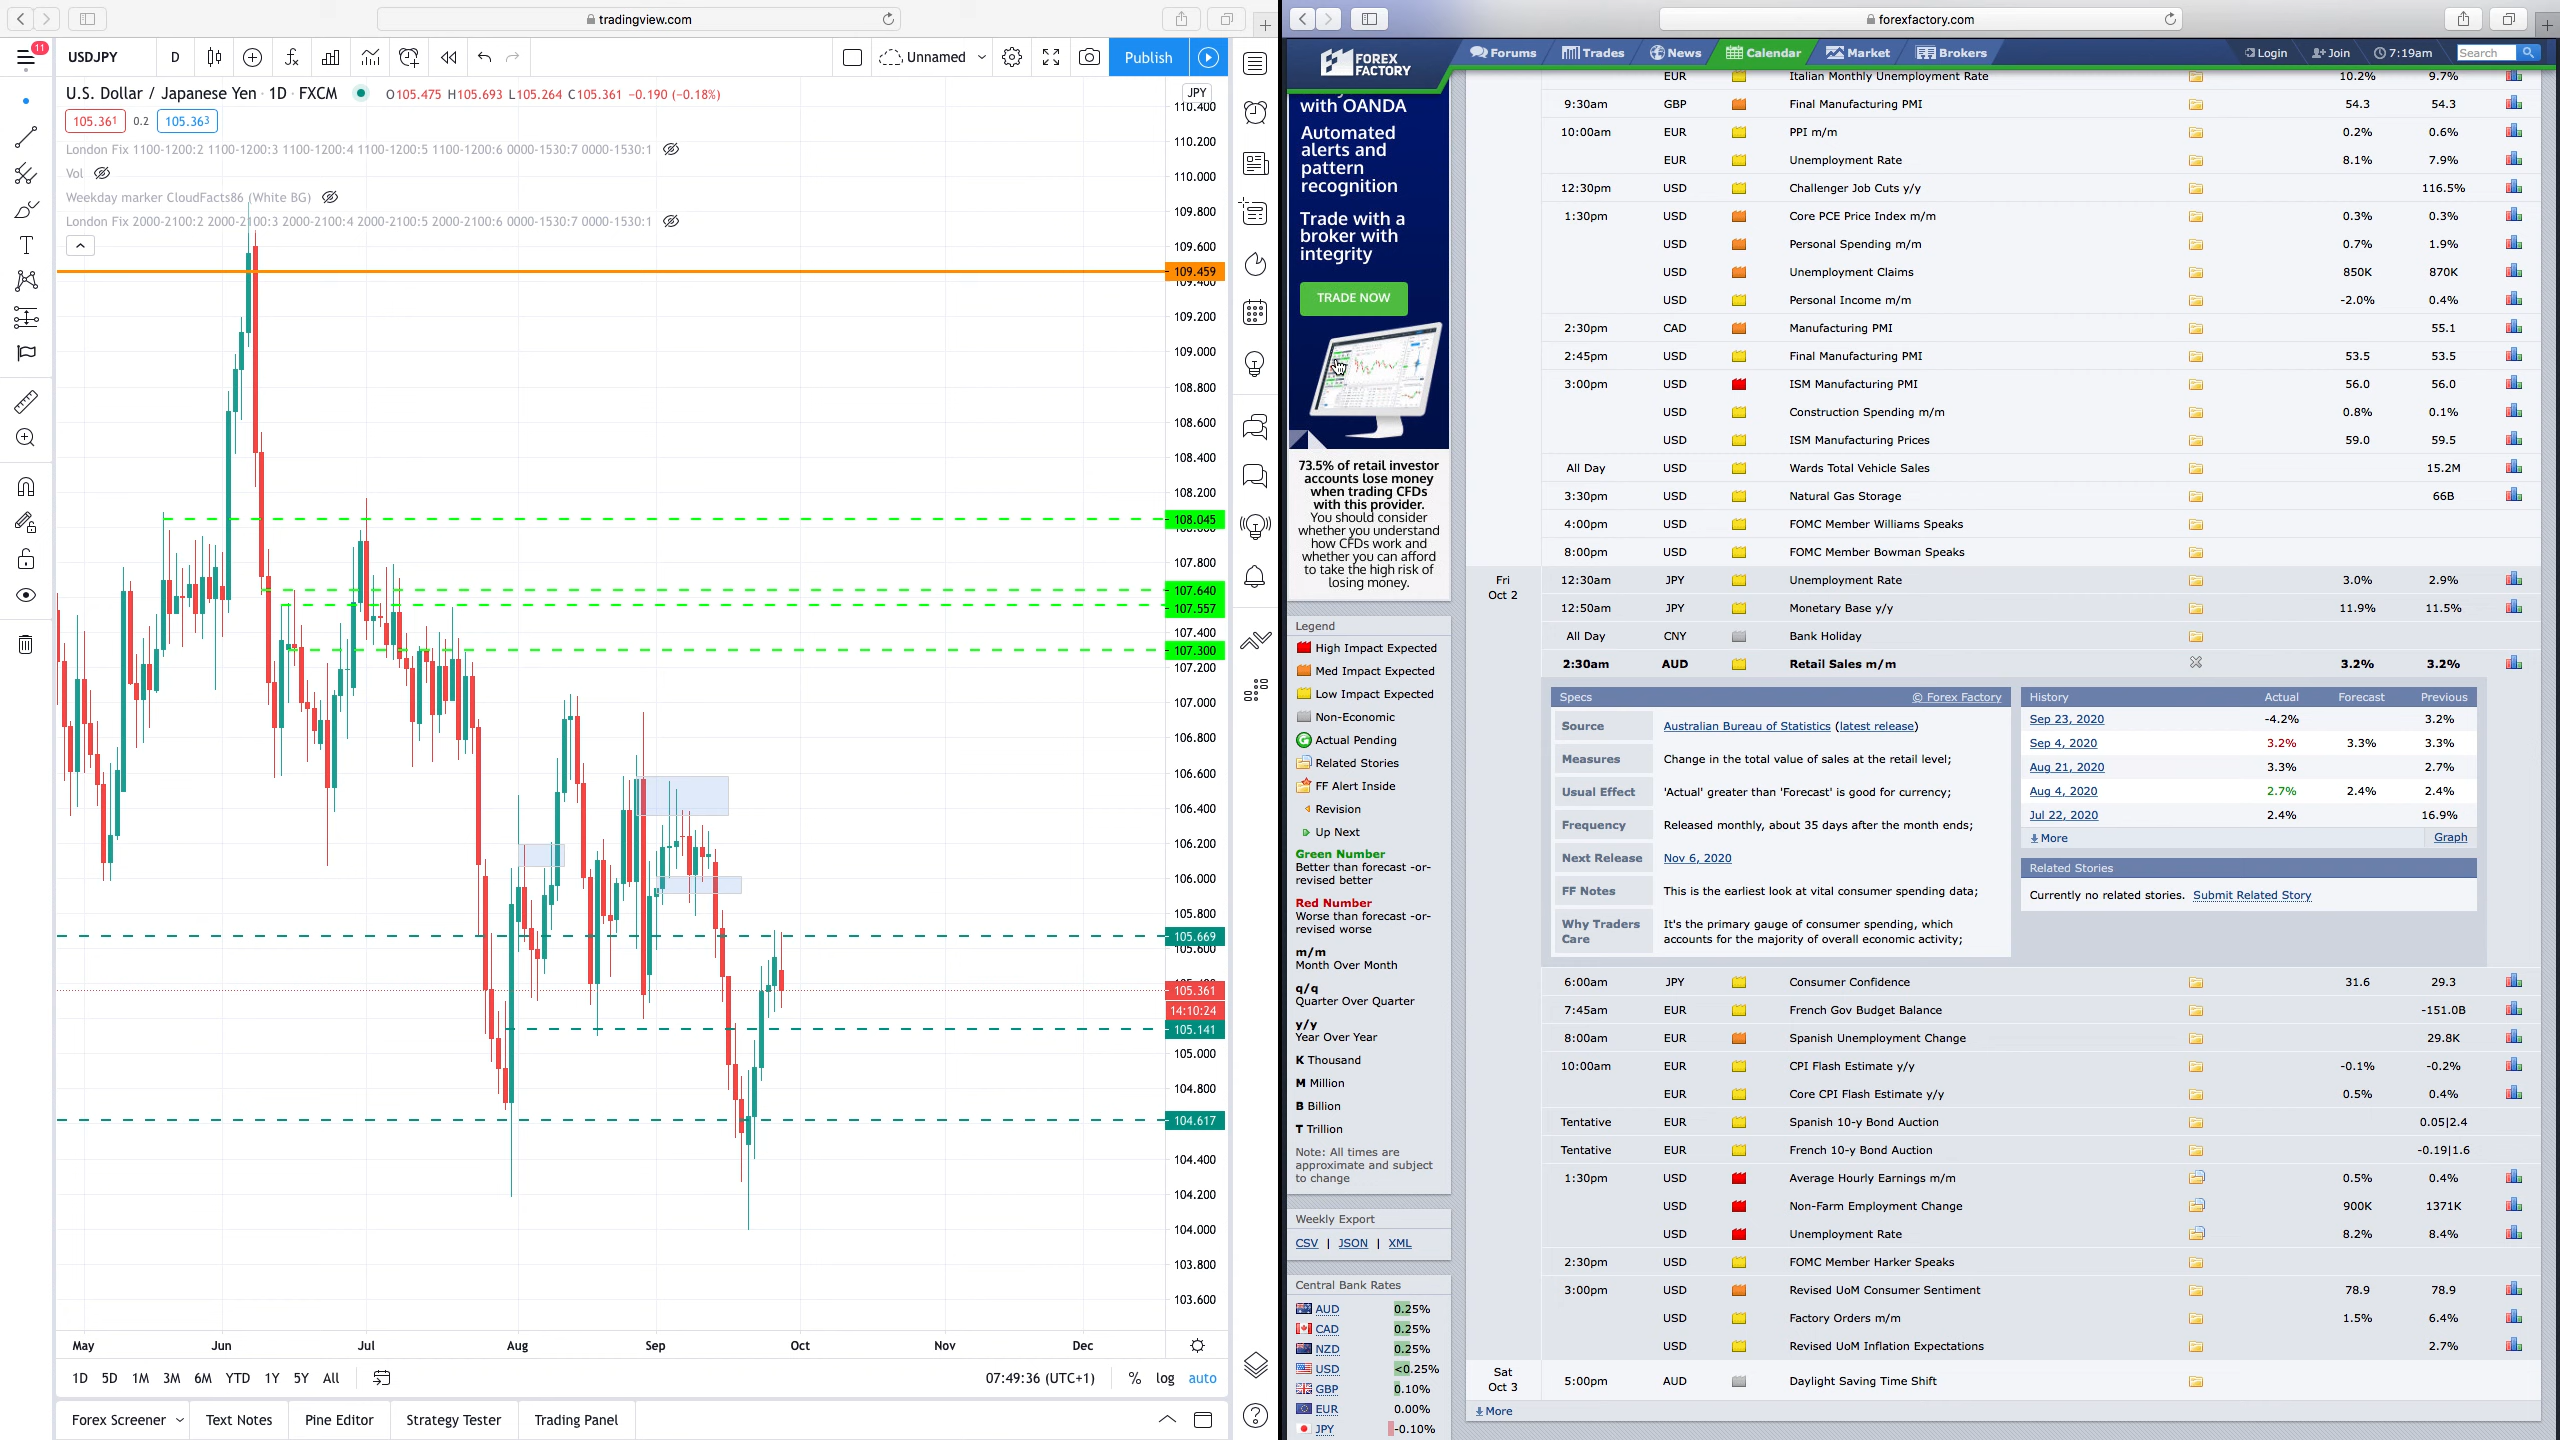 tradingview.com
11
USDJPY D Unnamed Publish
U.S. Dollar / Japanese Yen · 1D · FXCM O105.475 H105.693 L105.264 C105.361 −0.190 (−0.18%)
105.361 0.2 105.363
London Fix 1100-1200:2 1100-1200:3 1100-1200:4 1100-1200:5 1100-1200:6 0000-1530:7 0000-1530:1
Vol
Weekday marker CloudFacts86 (White BG)
London Fix 2000-2100:2 2000-2100:3 2000-2100:4 2000-2100:5 2000-2100:6 0000-1530:7 0000-1530:1
JPY
110.400
110.200
110.000
109.800
109.600
109.459
109.400
109.200
109.000
108.800
108.600
108.400
108.200
108.045
107.800
107.640
107.557
107.400
107.300
107.200
107.000
106.800
106.600
106.400
106.200
106.000
105.800
105.669
105.600
105.361
14:10:24
105.141
105.000
104.800
104.617
104.400
104.200
104.000
103.800
103.600
May Jun Jul Aug Sep Oct Nov Dec
1D 5D 1M 3M 6M YTD 1Y 5Y All 07:49:36 (UTC+1) % log auto
Forex Screener Text Notes Pine Editor Strategy Tester Trading Panel
forexfactory.com
FOREX
FACTORY
Forums Trades News Calendar Market Brokers Login Join 7:19am Search
with OANDA
Automated
alerts and
pattern
recognition
Trade with a
broker with
integrity
TRADE NOW
73.5% of retail investor
accounts lose money
when trading CFDs
with this provider.
You should consider
whether you understand
how CFDs work and
whether you can afford
to take the high risk of
losing money.
Legend
High Impact Expected
Med Impact Expected
Low Impact Expected
Non-Economic
Actual Pending
Related Stories
FF Alert Inside
Revision
Up Next
Green Number
Better than forecast -or-
revised better
Red Number
Worse than forecast -or-
revised worse
m/m
Month Over Month
q/q
Quarter Over Quarter
y/y
Year Over Year
K Thousand
M Million
B Billion
T Trillion
Note: All times are
approximate and subject
to change
Weekly Export
CSV | JSON | XML
Central Bank Rates
AUD 0.25%
CAD 0.25%
NZD 0.25%
USD <0.25%
GBP 0.10%
EUR 0.00%
JPY -0.10%
EUR Italian Monthly Unemployment Rate 10.2% 9.7%
9:30am GBP Final Manufacturing PMI 54.3 54.3
10:00am EUR PPI m/m 0.2% 0.6%
EUR Unemployment Rate 8.1% 7.9%
12:30pm USD Challenger Job Cuts y/y 116.5%
1:30pm USD Core PCE Price Index m/m 0.3% 0.3%
USD Personal Spending m/m 0.7% 1.9%
USD Unemployment Claims 850K 870K
USD Personal Income m/m -2.0% 0.4%
2:30pm CAD Manufacturing PMI 55.1
2:45pm USD Final Manufacturing PMI 53.5 53.5
3:00pm USD ISM Manufacturing PMI 56.0 56.0
USD Construction Spending m/m 0.8% 0.1%
USD ISM Manufacturing Prices 59.0 59.5
All Day USD Wards Total Vehicle Sales 15.2M
3:30pm USD Natural Gas Storage 66B
4:00pm USD FOMC Member Williams Speaks
8:00pm USD FOMC Member Bowman Speaks
Fri
Oct 2
12:30am JPY Unemployment Rate 3.0% 2.9%
12:50am JPY Monetary Base y/y 11.9% 11.5%
All Day CNY Bank Holiday
2:30am AUD Retail Sales m/m 3.2% 3.2%
Specs © Forex Factory
Source Australian Bureau of Statistics (latest release)
Measures Change in the total value of sales at the retail level;
Usual Effect 'Actual' greater than 'Forecast' is good for currency;
Frequency Released monthly, about 35 days after the month ends;
Next Release Nov 6, 2020
FF Notes This is the earliest look at vital consumer spending data;
Why Traders Care It's the primary gauge of consumer spending, which
accounts for the majority of overall economic activity;
History Actual Forecast Previous
Sep 23, 2020 -4.2% 3.2%
Sep 4, 2020 3.2% 3.3% 3.3%
Aug 21, 2020 3.3% 2.7%
Aug 4, 2020 2.7% 2.4% 2.4%
Jul 22, 2020 2.4% 16.9%
More Graph
Related Stories
Currently no related stories. Submit Related Story
6:00am JPY Consumer Confidence 31.6 29.3
7:45am EUR French Gov Budget Balance -151.0B
8:00am EUR Spanish Unemployment Change 29.8K
10:00am EUR CPI Flash Estimate y/y -0.1% -0.2%
EUR Core CPI Flash Estimate y/y 0.5% 0.4%
Tentative EUR Spanish 10-y Bond Auction 0.05|2.4
Tentative EUR French 10-y Bond Auction -0.19|1.6
1:30pm USD Average Hourly Earnings m/m 0.5% 0.4%
USD Non-Farm Employment Change 900K 1371K
USD Unemployment Rate 8.2% 8.4%
2:30pm USD FOMC Member Harker Speaks
3:00pm USD Revised UoM Consumer Sentiment 78.9 78.9
USD Factory Orders m/m 1.5% 6.4%
USD Revised UoM Inflation Expectations 2.7%
Sat
Oct 3
5:00pm AUD Daylight Saving Time Shift
More